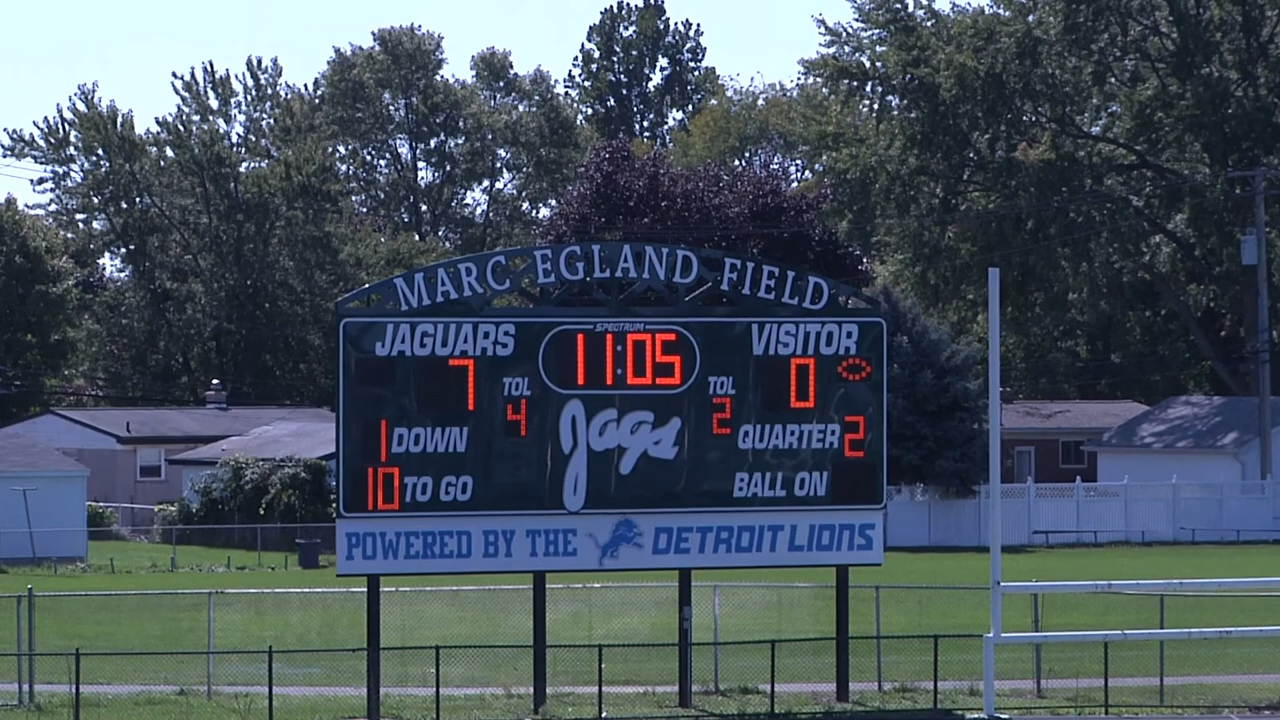 MARC EGLAND FIELD
SPECTRUM
JAGUARS 11:05 VISITOR
7 TOL TOL 0
4 2
1 DOWN Jags QUARTER 2
10 TO GO BALL ON
POWERED BY THE DETROIT LIONS